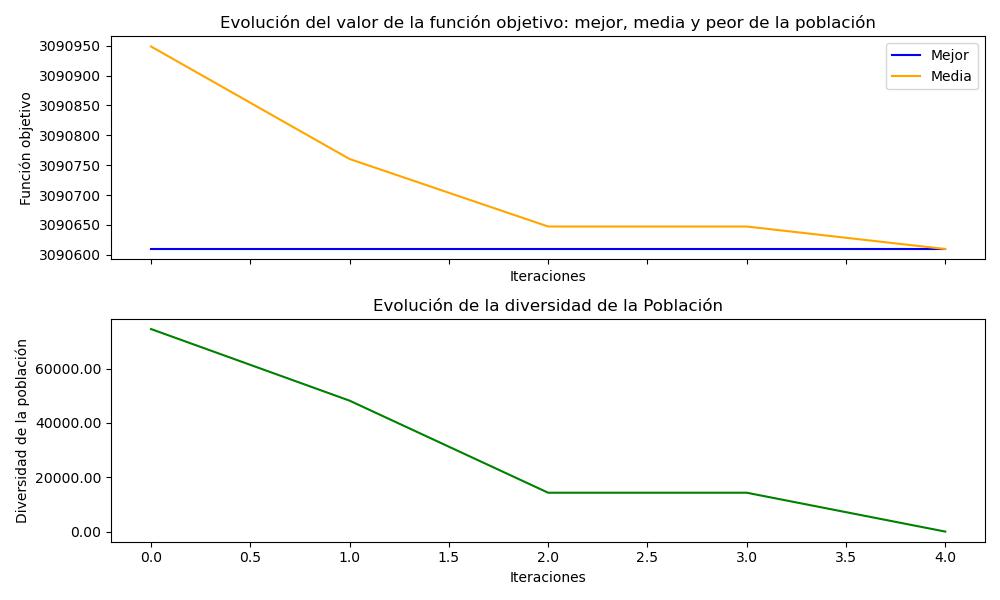 Evolución del valor de la función objetivo: mejor, media y peor de la población
3090950
3090900
3090850
3090800
3090750
3090700
3090650
3090600
Función objetivo
Mejor
Media
Iteraciones
Evolución de la diversidad de la Población
60000.00
40000.00
20000.00
0.00
Diversidad de la población
0.0 0.5 1.0 1.5 2.0 2.5 3.0 3.5 4.0
Iteraciones